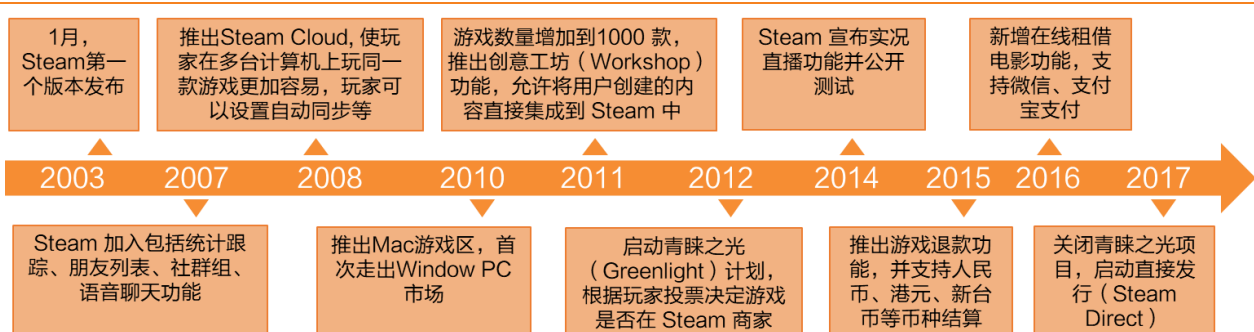 1月，
Steam第一
个版本发布
推出Steam Cloud, 使玩
家在多台计算机上玩同一
款游戏更加容易，玩家可
以设置自动同步等
游戏数量增加到1000 款，
推出创意工坊（Workshop）
功能，允许将用户创建的内
容直接集成到 Steam 中
Steam 宣布实况
直播功能并公开
测试
新增在线租借
电影功能，支
持微信、支付
宝支付
2003
2007
2008
2010
2011
2012
2014
2015
2016
2017
Steam 加入包括统计跟
踪、朋友列表、社群组、
语音聊天功能
推出Mac游戏区，首
次走出Window PC
市场
启动青睐之光
（Greenlight）计划，
根据玩家投票决定游戏
是否在 Steam 商家
推出游戏退款功
能，并支持人民
币、港元、新台
币等币种结算
关闭青睐之光项
目，启动直接发
行（Steam
Direct）